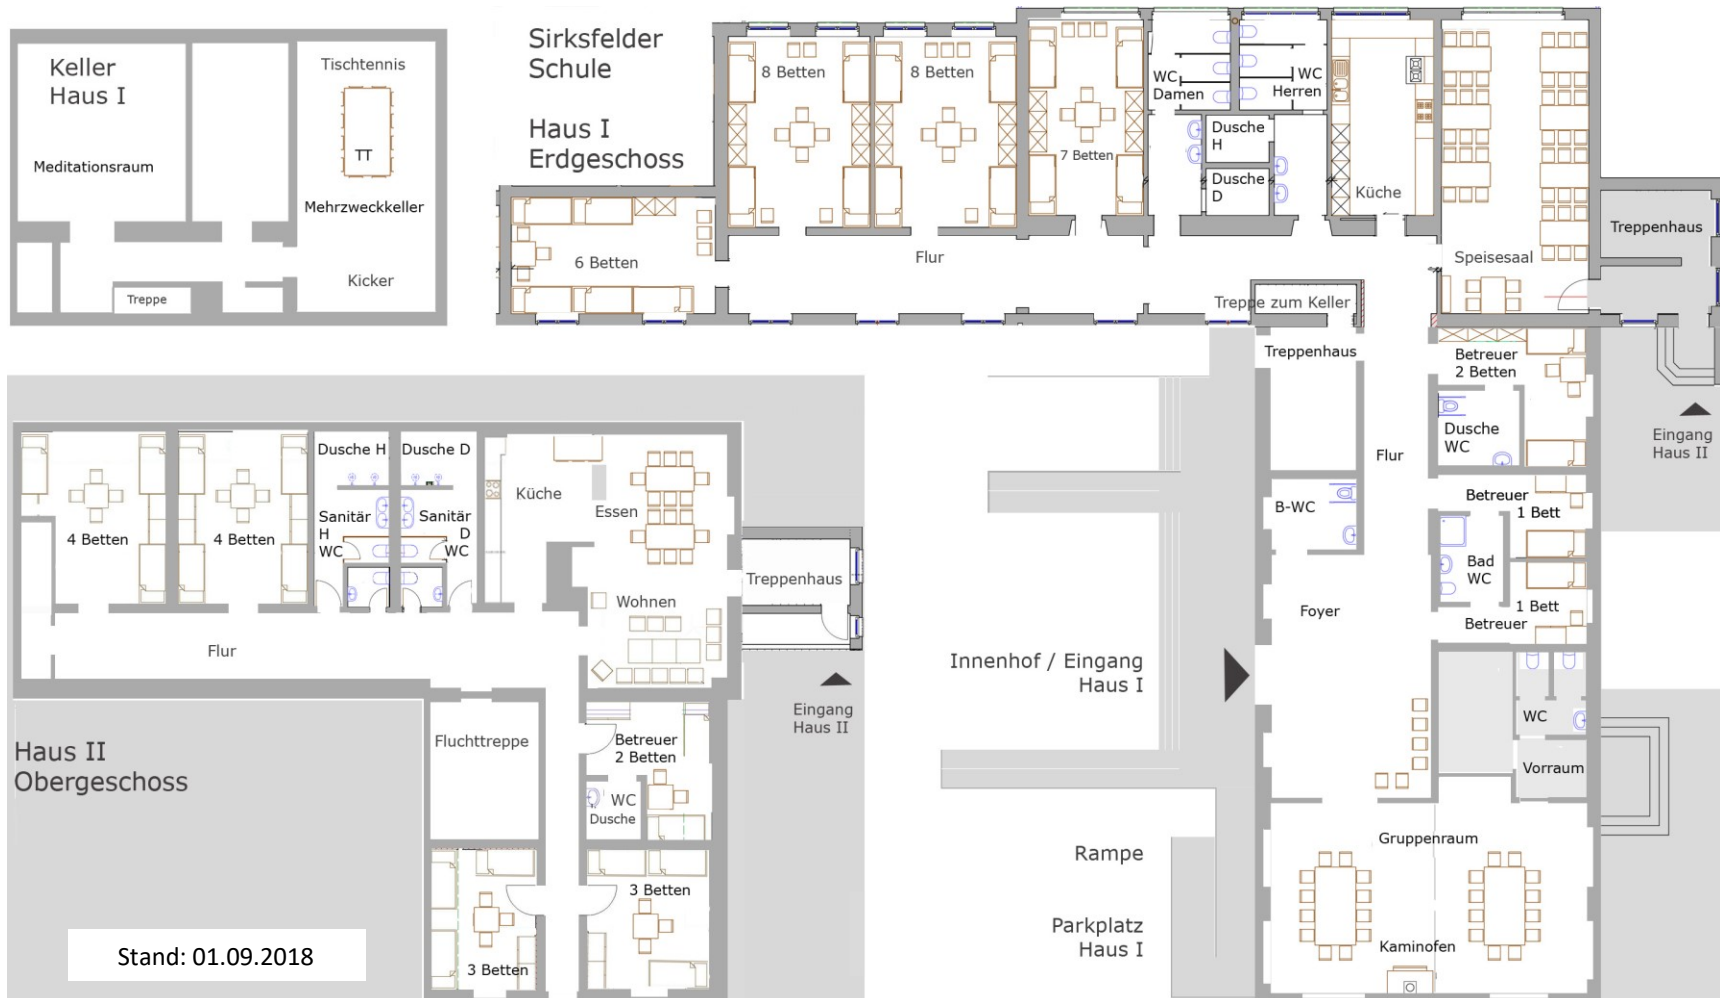 Keller
Haus I
Tischtennis
TT
Meditationsraum
Mehrzweckkeller
Kicker
Treppe
Sirksfelder
Schule
Haus I
Erdgeschoss
8 Betten
8 Betten
7 Betten
6 Betten
Flur
WC
Damen
WC
Herren
Dusche
H
Dusche
D
Küche
Speisesaal
Treppenhaus
Treppe zum Keller
Treppenhaus
Betreuer
2 Betten
Dusche
WC
Eingang
Haus II
Flur
B-WC
Betreuer
1 Bett
Bad
WC
1 Bett
Betreuer
Foyer
Innenhof / Eingang
Haus I
WC
Vorraum
Gruppenraum
Kaminofen
Rampe
Parkplatz
Haus I
4 Betten
4 Betten
Dusche H
Dusche D
Sanitär
H
WC
Sanitär
D
WC
Küche
Essen
Wohnen
Treppenhaus
Flur
Eingang
Haus II
Haus II
Obergeschoss
Fluchttreppe
Betreuer
2 Betten
WC
Dusche
3 Betten
3 Betten
Stand: 01.09.2018